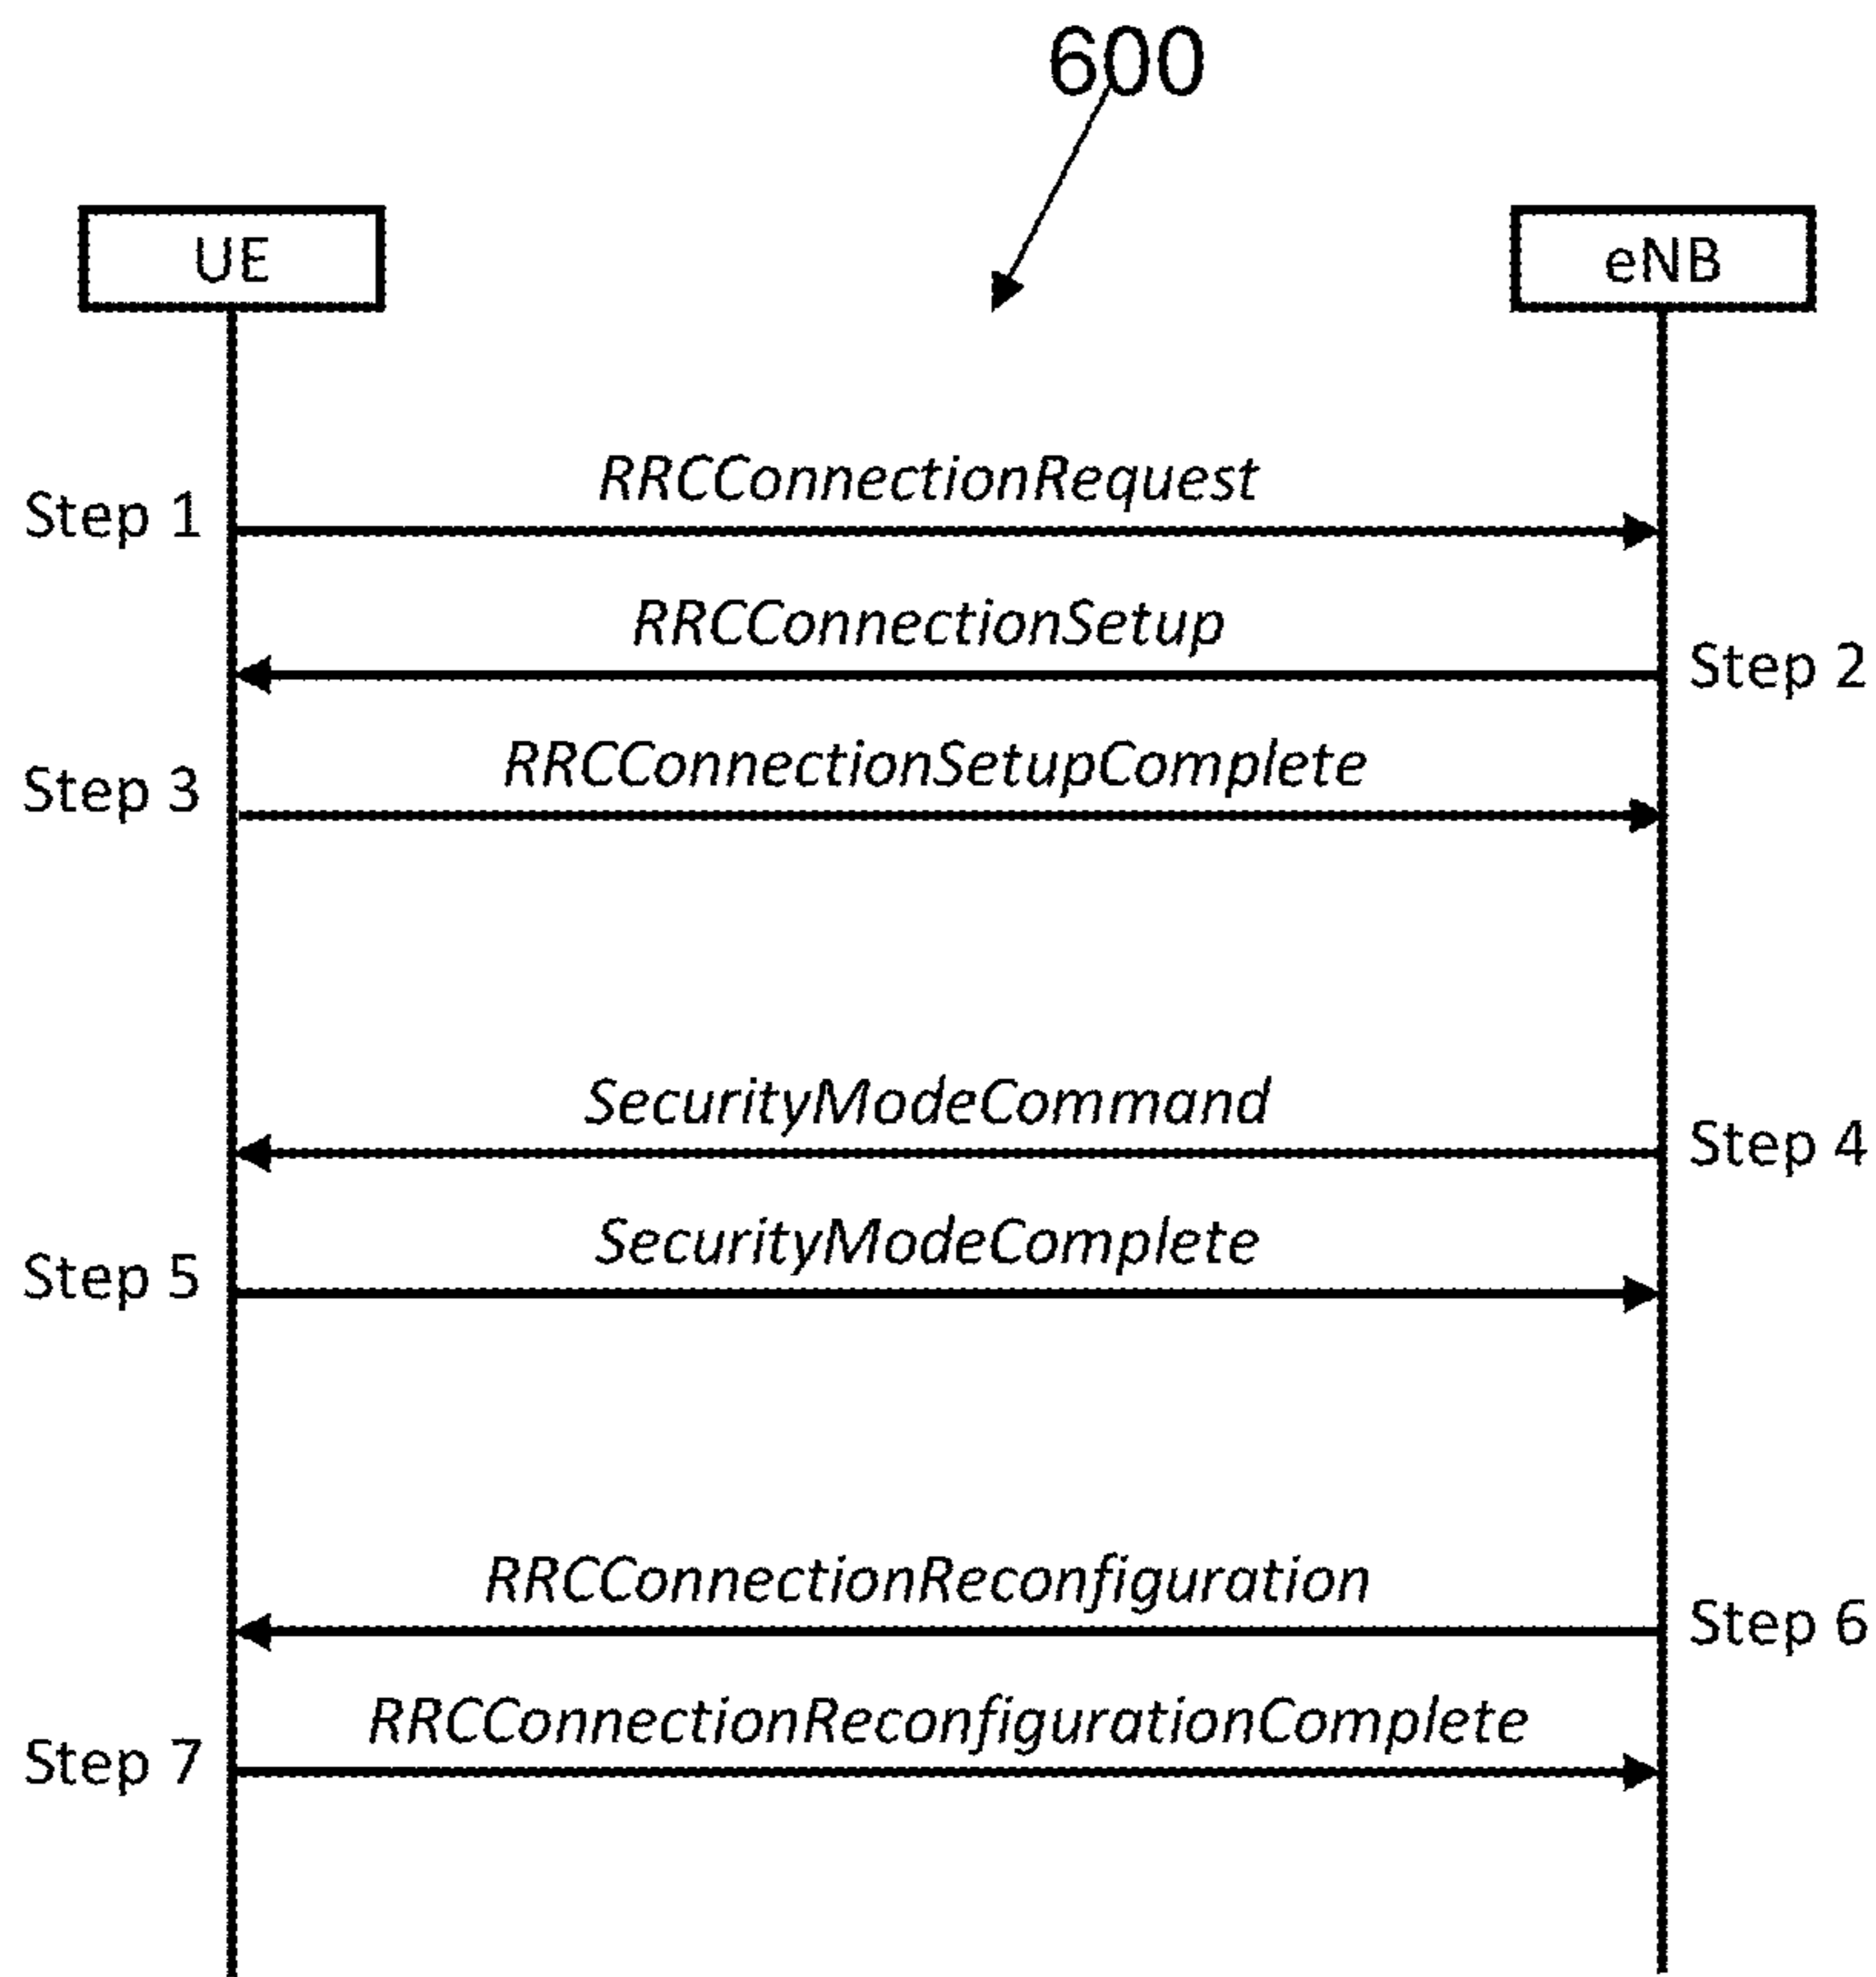 600
UE
eNB
RRCConnectionRequest
Step 1
RRCConnectionSetup
Step 2
RRCConnectionSetupComplete
Step 3
SecurityModeCommand
Step 4
SecurityModeComplete
Step 5
RRCConnectionReconfiguration
Step 6
RRCConnectionReconfigurationComplete
Step 7